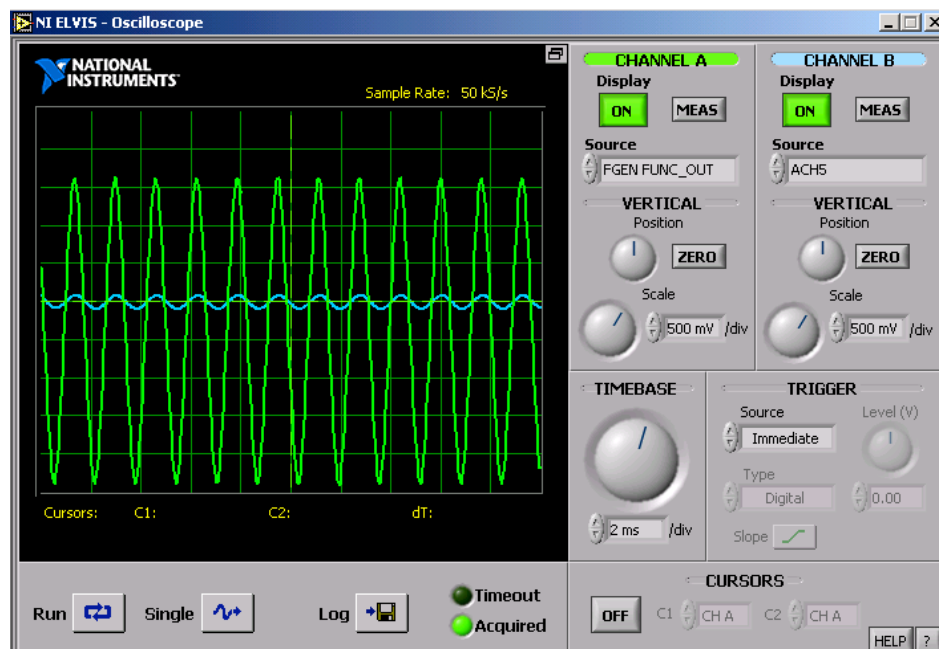 NI ELVIS - Oscilloscope
NATIONAL
INSTRUMENTS™
Sample Rate: 50 kS/s
Cursors: C1: C2: dT:
CHANNEL A
Display
ON MEAS
Source
FGEN FUNC_OUT
VERTICAL
Position
ZERO
Scale
500 mV /div
CHANNEL B
Display
ON MEAS
Source
ACH5
VERTICAL
Position
ZERO
Scale
500 mV /div
TIMEBASE
2 ms /div
TRIGGER
Source
Immediate
Level (V)
Type
Digital
0.00
Slope
Run Single Log
Timeout
Acquired
CURSORS
OFF C1 CH A C2 CH A
HELP ?